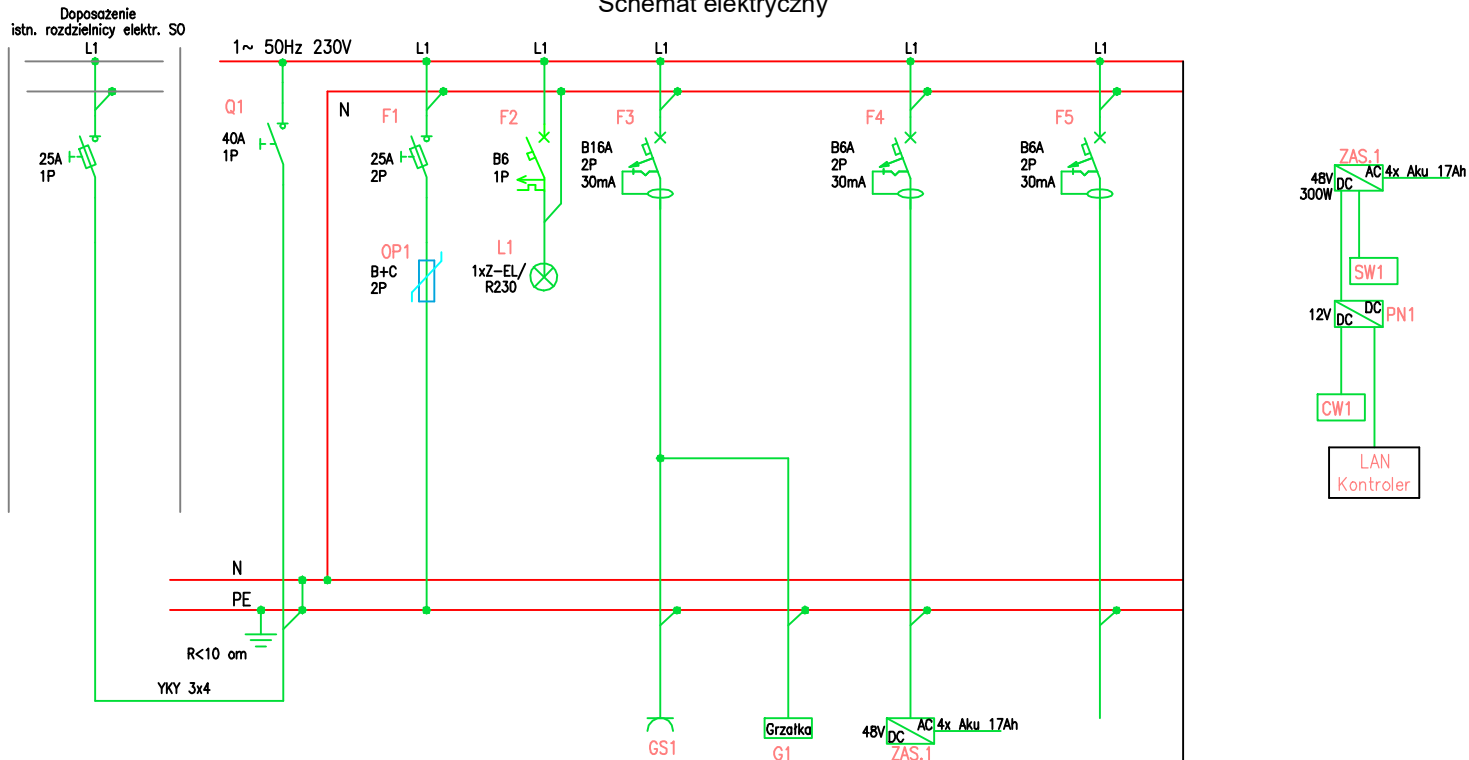 Schemat elektryczny
Doposażenie
istn. rozdzielnicy elektr. SO
L1
1~ 50Hz 230V
L1
L1
L1
L1
L1
25A
1P
Q1
40A
1P
N
F1
25A
2P
F2
B6
1P
F3
B16A
2P
30mA
F4
B6A
2P
30mA
F5
B6A
2P
30mA
OP1
B+C
2P
L1
1xZ-EL/
R230
ZAS.1
48V
300W
DC
AC
4x Aku 17Ah
SW1
12V
DC
DC
PN1
CW1
LAN
Kontroler
N
PE
R<10 om
YKY 3x4
GS1
Grzałka
G1
48V
DC
AC
4x Aku 17Ah
ZAS.1